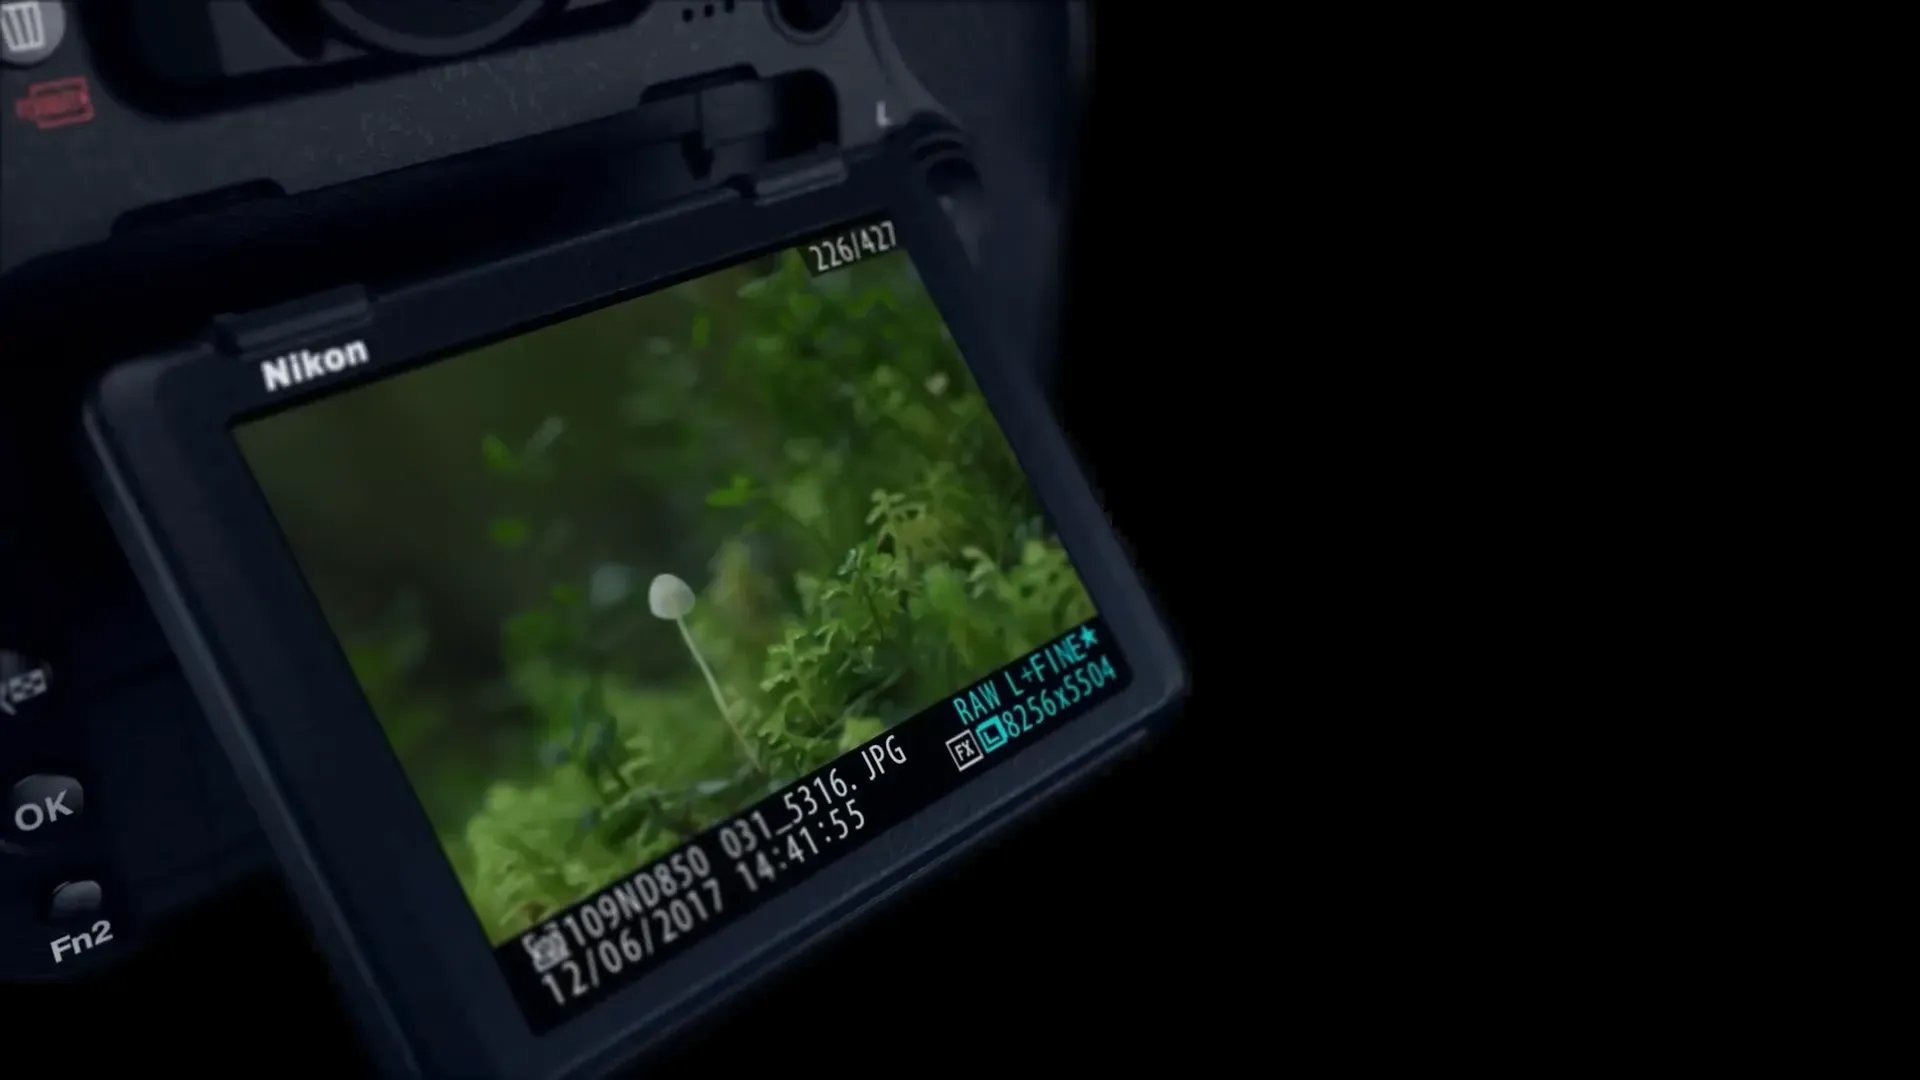 L
226/427
Nikon
RAW L+FINE★
FX L 8256x5504
109ND850 031_5316.JPG
12/06/2017 14:41:55
OK
Fn2